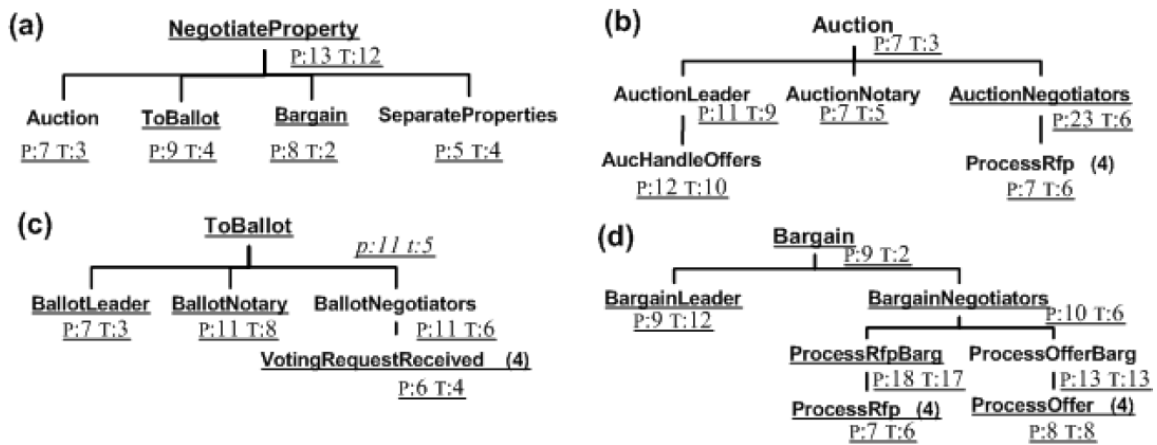 (a)
NegotiateProperty
P:13 T:12
Auction ToBallot Bargain SeparateProperties
P:7 T:3 P:9 T:4 P:8 T:2 P:5 T:4
(b)
Auction
P:7 T:3
AuctionLeader AuctionNotary AuctionNegotiators
P:11 T:9 P:7 T:5 P:23 T:6
AucHandleOffers ProcessRfp (4)
P:12 T:10 P:7 T:6
(c)
ToBallot
p:11 t:5
BallotLeader BallotNotary BallotNegotiators
P:7 T:3 P:11 T:8 P:11 T:6
VotingRequestReceived (4)
P:6 T:4
(d)
Bargain
P:9 T:2
BargainLeader BargainNegotiators
P:9 T:12 P:10 T:6
ProcessRfpBarg ProcessOfferBarg
P:18 T:17 P:13 T:13
ProcessRfp (4) ProcessOffer (4)
P:7 T:6 P:8 T:8